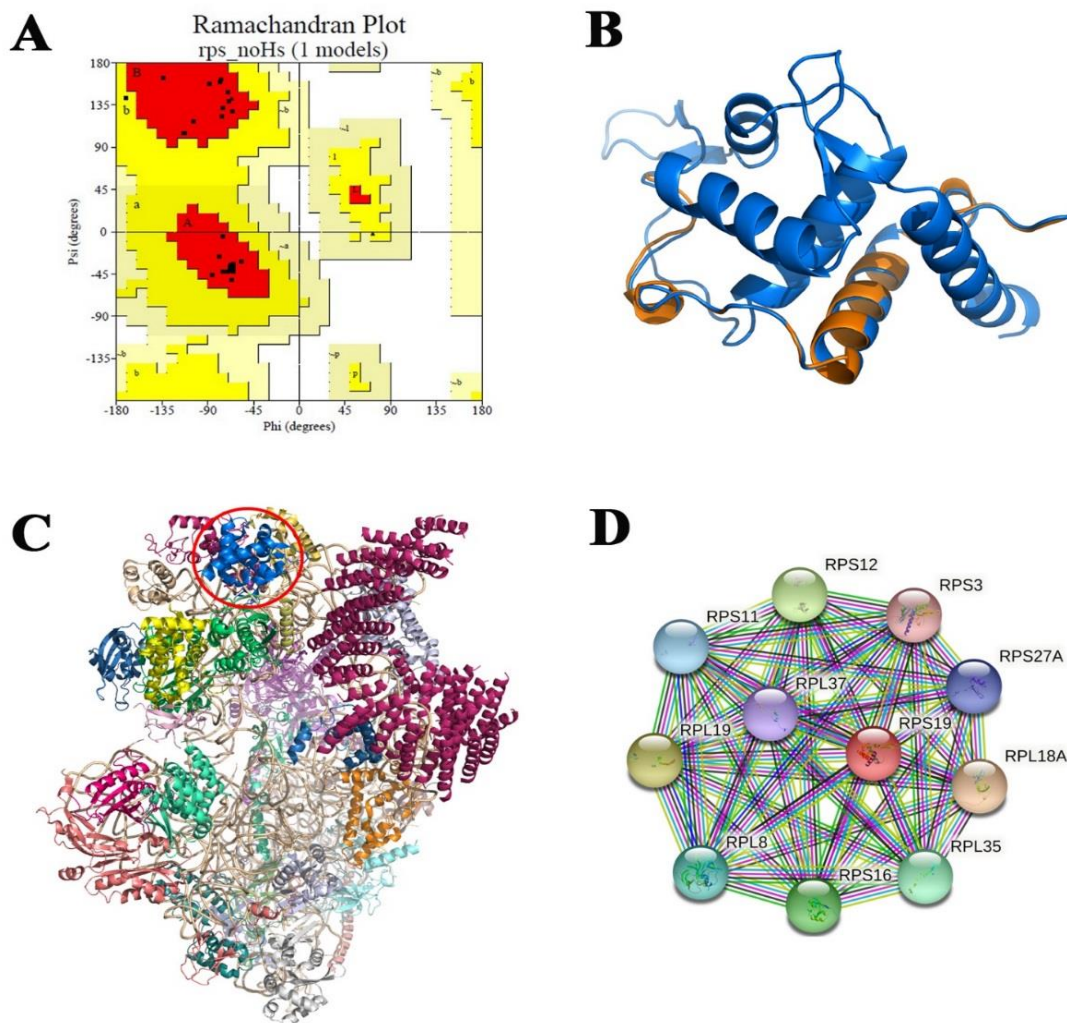 A
Ramachandran Plot
rps_noHs (1 models)
B
b
~b
b
~b
~l
l
a
A
~a
~b
b
~b
~p
p
~b
180
135
90
45
0
-45
-90
-135
Psi (degrees)
-180
-135
-90
-45
0
45
90
135
180
Phi (degrees)
B
C
D
RPS12
RPS3
RPS11
RPS27A
RPL37
RPS19
RPL19
RPL18A
RPL8
RPL35
RPS16